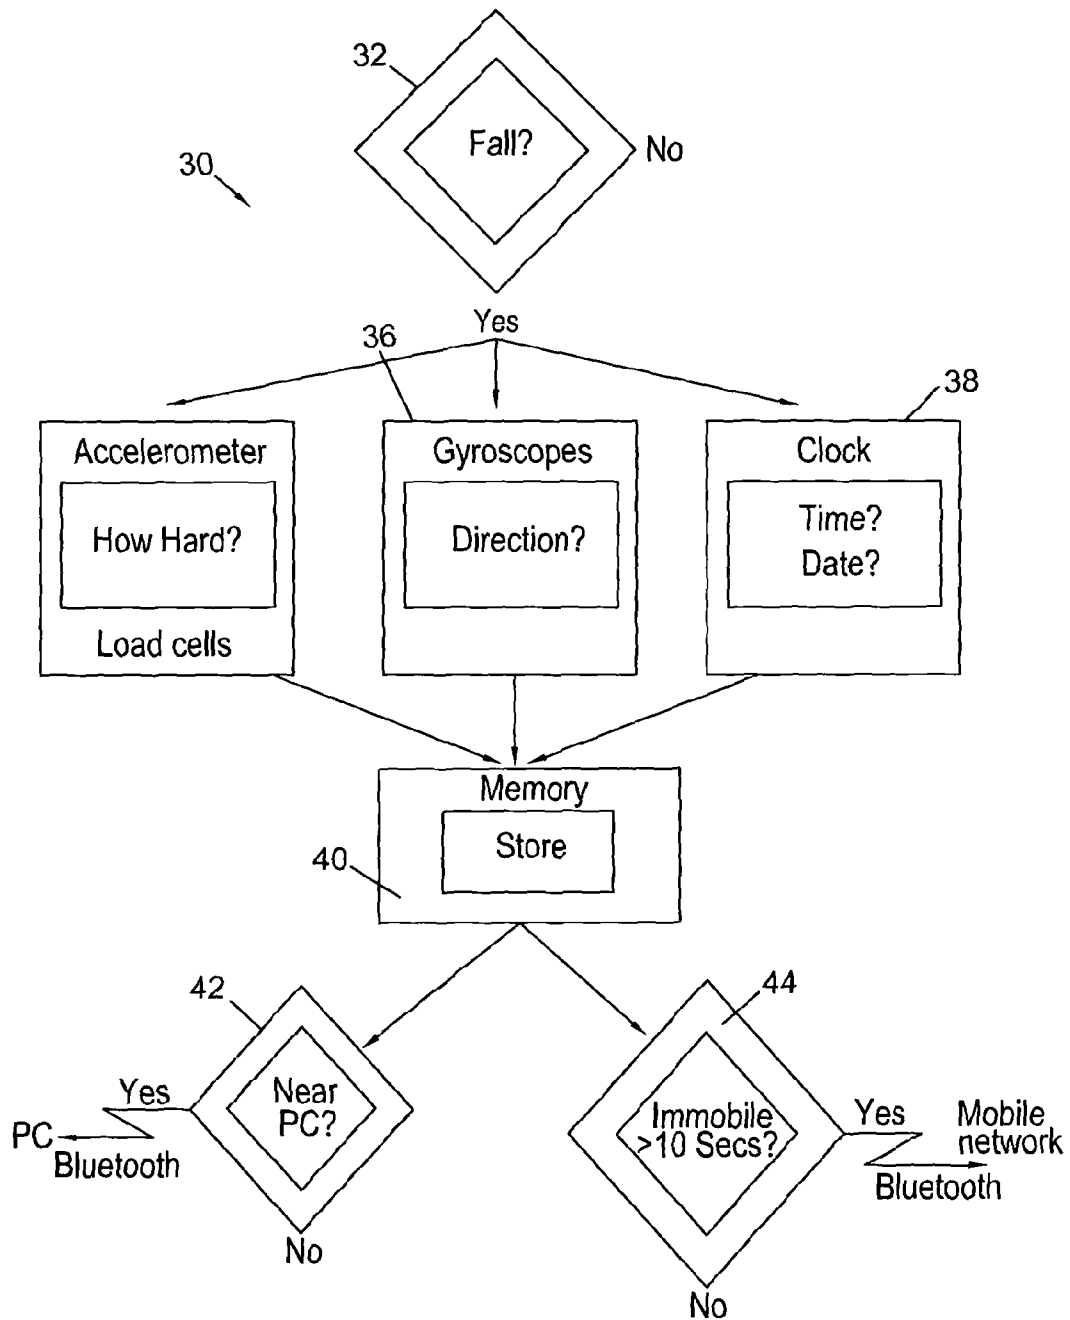 32
Fall?
No
30
Yes
36
38
Accelerometer
How Hard?
Load cells
Gyroscopes
Direction?
Clock
Time?
Date?
Memory
Store
40
42
Near
PC?
Yes
PC
Bluetooth
No
44
Immobile
>10 Secs?
Yes
Mobile
network
Bluetooth
No